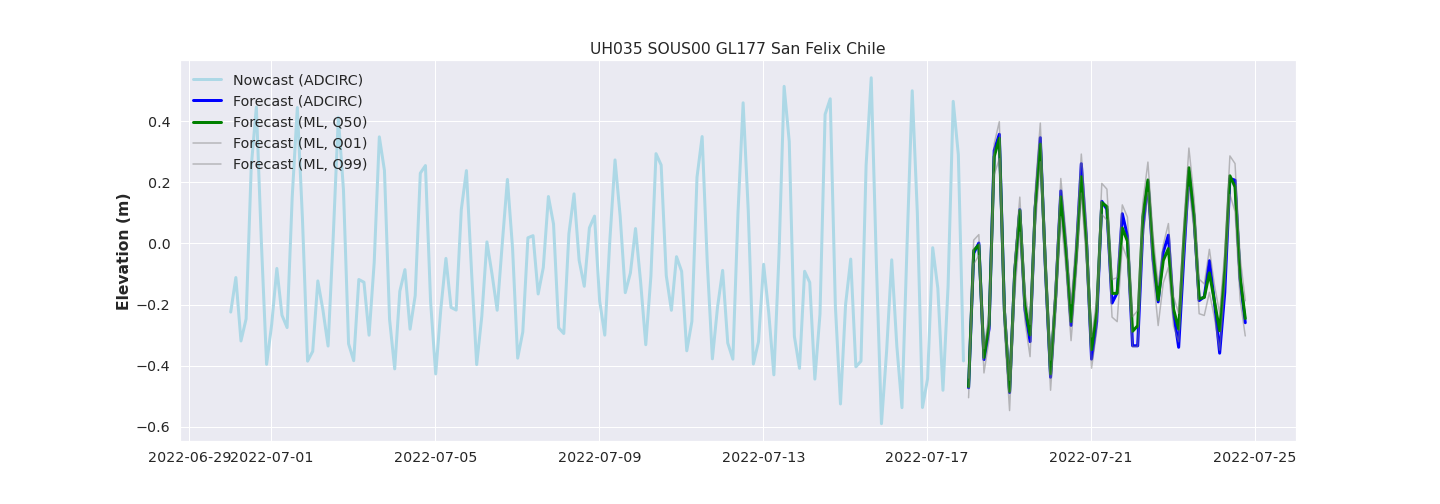 UH035 SOUS00 GL177 San Felix Chile
Nowcast (ADCIRC)
Forecast (ADCIRC)
Forecast (ML, Q50)
Forecast (ML, Q01)
Forecast (ML, Q99)
Elevation (m)
0.4
0.2
0.0
−0.2
−0.4
−0.6
2022-06-29 2022-07-01 2022-07-05 2022-07-09 2022-07-13 2022-07-17 2022-07-21 2022-07-25